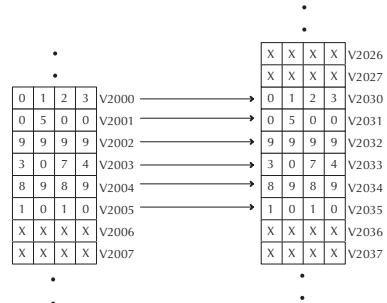 X X X X V2026
X X X X V2027
0 1 2 3 V2000
0 1 2 3 V2030
0 5 0 0 V2001
0 5 0 0 V2031
9 9 9 9 V2002
9 9 9 9 V2032
3 0 7 4 V2003
3 0 7 4 V2033
8 9 8 9 V2004
8 9 8 9 V2034
1 0 1 0 V2005
1 0 1 0 V2035
X X X X V2006
X X X X V2036
X X X X V2007
X X X X V2037